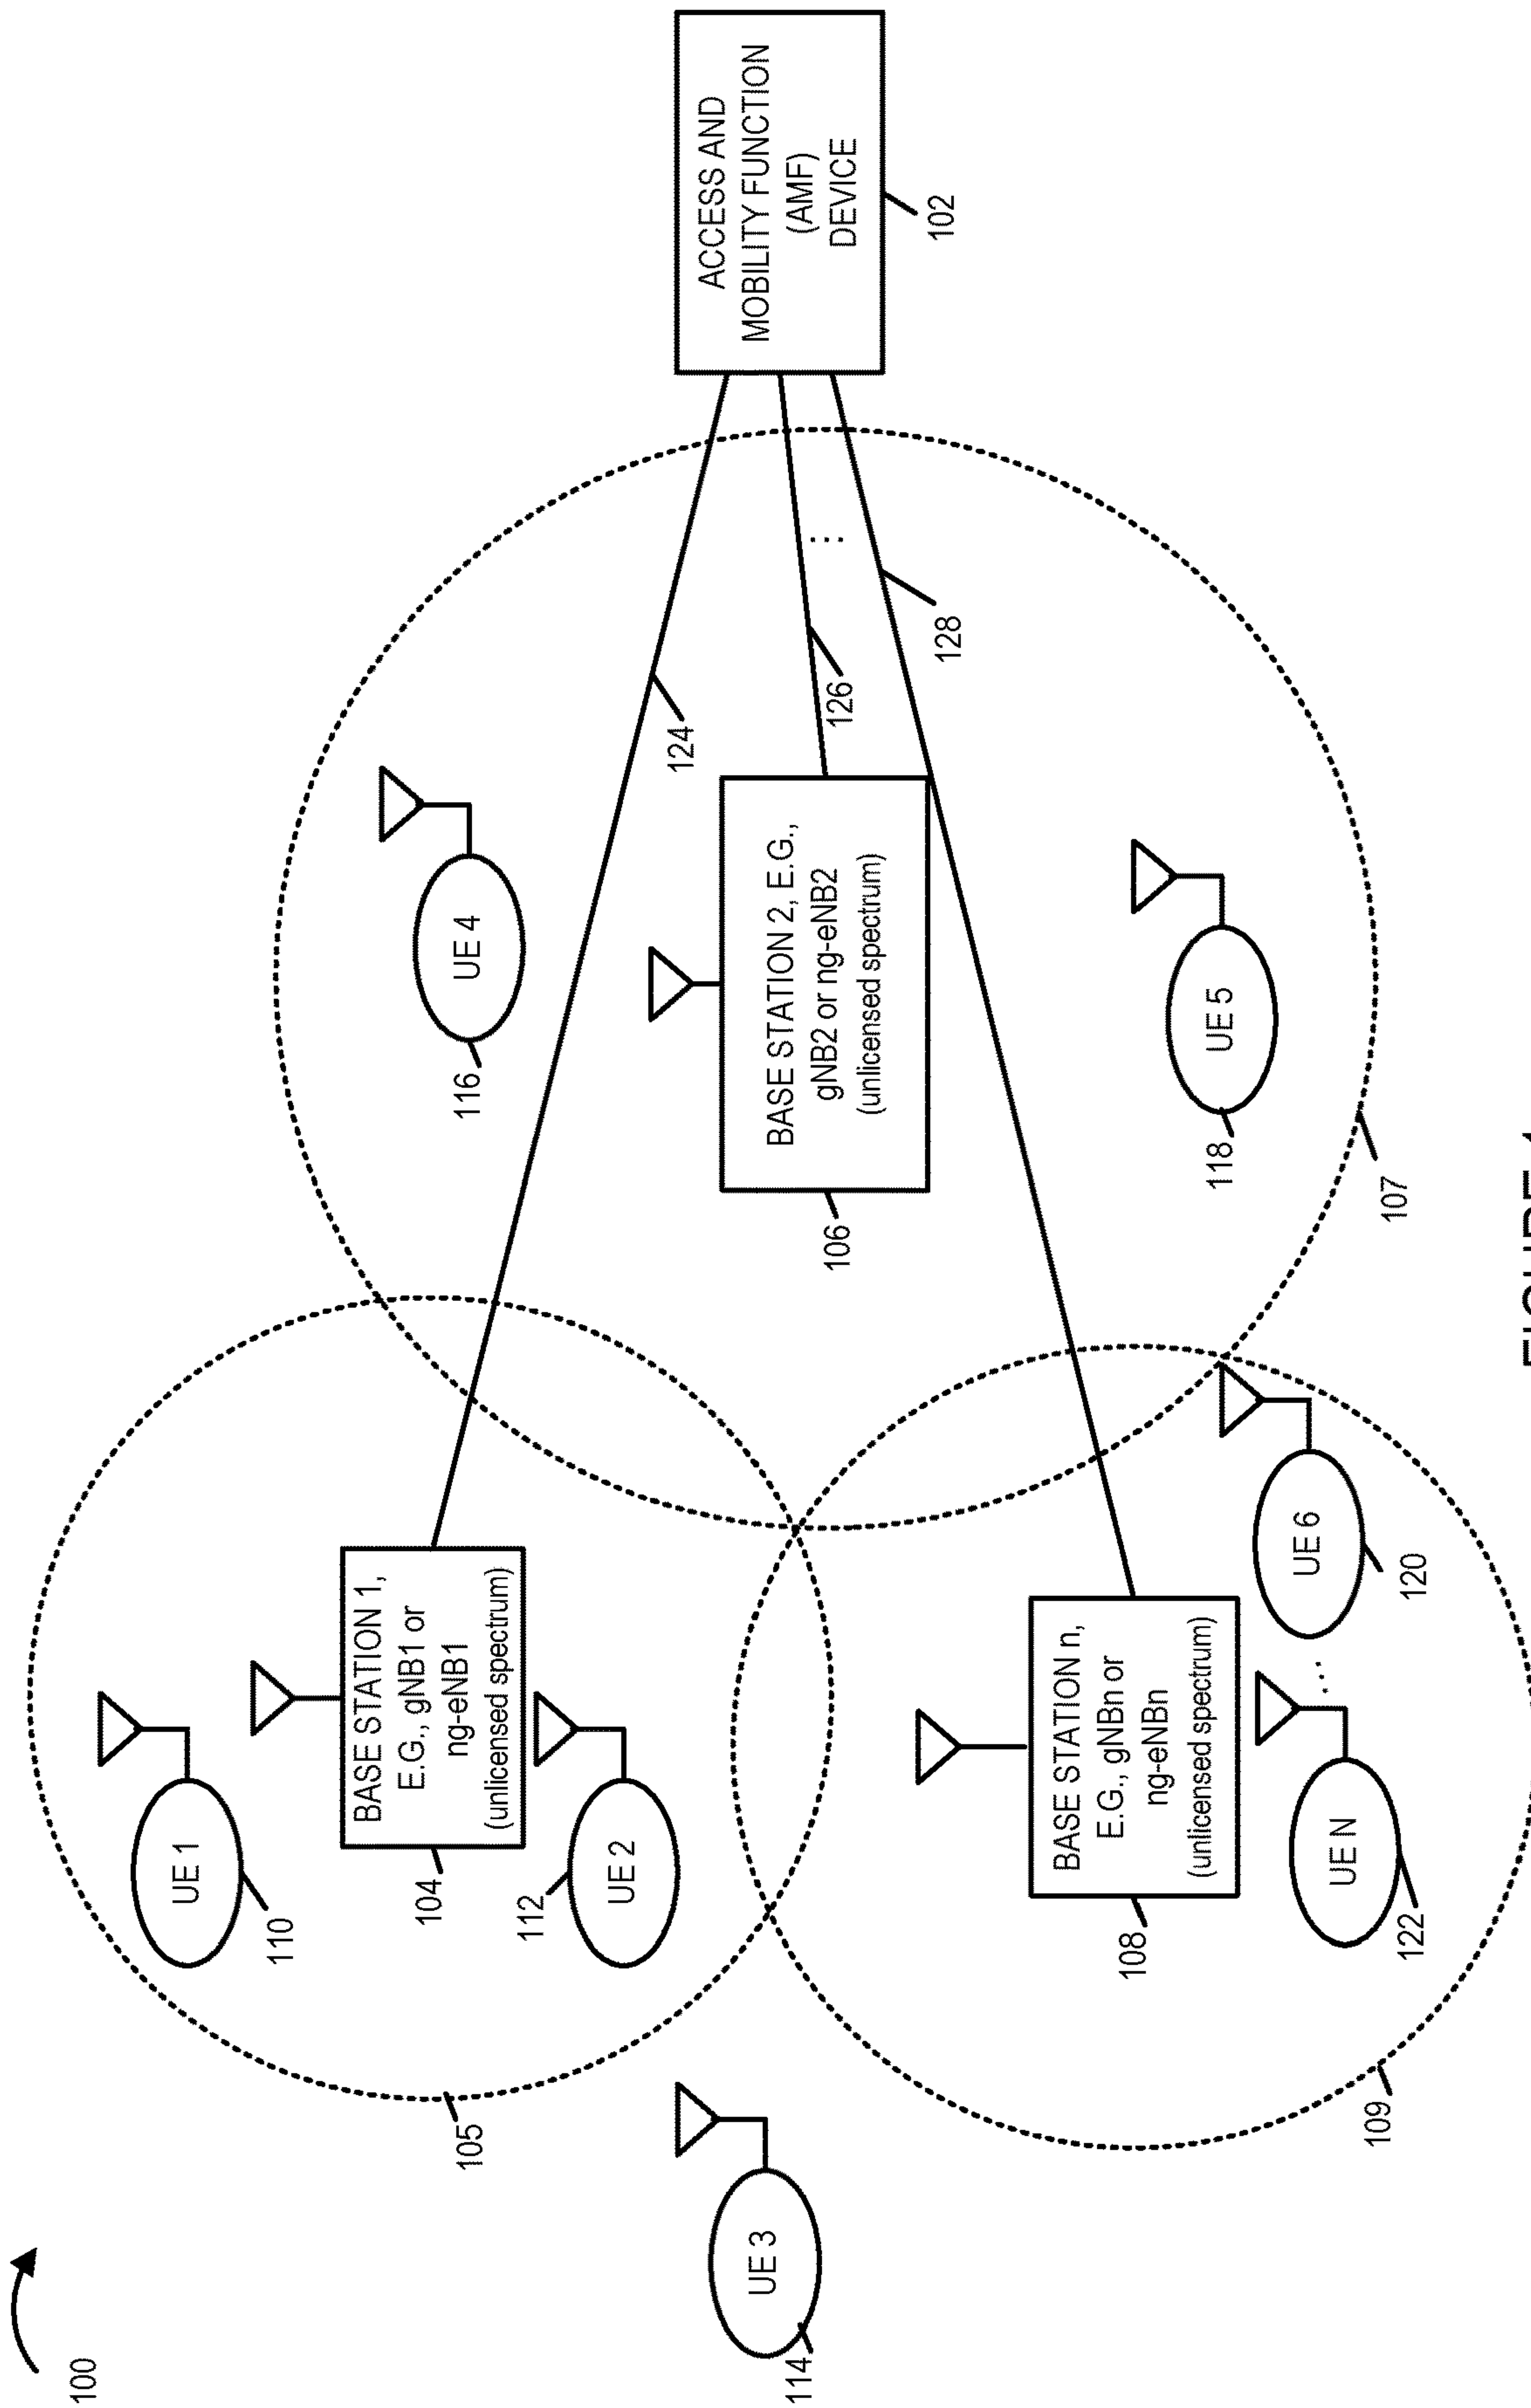 100
UE 1
110
BASE STATION 1,
E.G., gNB1 or
ng-eNB1
(unlicensed spectrum)
104
UE 2
112
105
UE 3
114
UE 4
116
124
ACCESS AND
MOBILITY FUNCTION
(AMF)
DEVICE
102
BASE STATION 2, E.G.,
gNB2 or ng-eNB2
(unlicensed spectrum)
106
126
...
128
UE 5
118
107
BASE STATION n,
E.G., gNBn or
ng-eNBn
(unlicensed spectrum)
108
UE 6
120
...
UE N
122
109
FIGURE 1